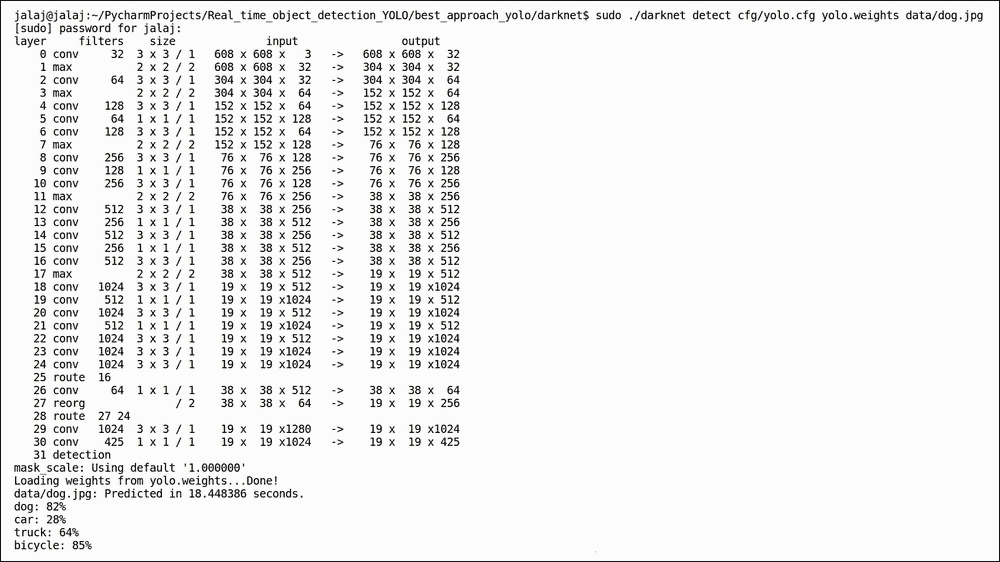 jalaj@jalaj:~/PycharmProjects/Real_time_object_detection_YOLO/best_approach_yolo/darknet$ sudo ./darknet detect cfg/yolo.cfg yolo.weights data/dog.jpg
[sudo] password for jalaj:
layer     filters    size              input                output
    0 conv     32  3 x 3 / 1   608 x 608 x   3   ->   608 x 608 x  32
    1 max          2 x 2 / 2   608 x 608 x  32   ->   304 x 304 x  32
    2 conv     64  3 x 3 / 1   304 x 304 x  32   ->   304 x 304 x  64
    3 max          2 x 2 / 2   304 x 304 x  64   ->   152 x 152 x  64
    4 conv    128  3 x 3 / 1   152 x 152 x  64   ->   152 x 152 x 128
    5 conv     64  1 x 1 / 1   152 x 152 x 128   ->   152 x 152 x  64
    6 conv    128  3 x 3 / 1   152 x 152 x  64   ->   152 x 152 x 128
    7 max          2 x 2 / 2   152 x 152 x 128   ->    76 x  76 x 128
    8 conv    256  3 x 3 / 1    76 x  76 x 128   ->    76 x  76 x 256
    9 conv    128  1 x 1 / 1    76 x  76 x 256   ->    76 x  76 x 128
   10 conv    256  3 x 3 / 1    76 x  76 x 128   ->    76 x  76 x 256
   11 max          2 x 2 / 2    76 x  76 x 256   ->    38 x  38 x 256
   12 conv    512  3 x 3 / 1    38 x  38 x 256   ->    38 x  38 x 512
   13 conv    256  1 x 1 / 1    38 x  38 x 512   ->    38 x  38 x 256
   14 conv    512  3 x 3 / 1    38 x  38 x 256   ->    38 x  38 x 512
   15 conv    256  1 x 1 / 1    38 x  38 x 512   ->    38 x  38 x 256
   16 conv    512  3 x 3 / 1    38 x  38 x 256   ->    38 x  38 x 512
   17 max          2 x 2 / 2    38 x  38 x 512   ->    19 x  19 x 512
   18 conv   1024  3 x 3 / 1    19 x  19 x 512   ->    19 x  19 x1024
   19 conv    512  1 x 1 / 1    19 x  19 x1024   ->    19 x  19 x 512
   20 conv   1024  3 x 3 / 1    19 x  19 x 512   ->    19 x  19 x1024
   21 conv    512  1 x 1 / 1    19 x  19 x1024   ->    19 x  19 x 512
   22 conv   1024  3 x 3 / 1    19 x  19 x 512   ->    19 x  19 x1024
   23 conv   1024  3 x 3 / 1    19 x  19 x1024   ->    19 x  19 x1024
   24 conv   1024  3 x 3 / 1    19 x  19 x1024   ->    19 x  19 x1024
   25 route  16
   26 conv     64  1 x 1 / 1    38 x  38 x 512   ->    38 x  38 x  64
   27 reorg              / 2    38 x  38 x  64   ->    19 x  19 x 256
   28 route  27 24
   29 conv   1024  3 x 3 / 1    19 x  19 x1280   ->    19 x  19 x1024
   30 conv    425  1 x 1 / 1    19 x  19 x1024   ->    19 x  19 x 425
   31 detection
mask_scale: Using default '1.000000'
Loading weights from yolo.weights...Done!
data/dog.jpg: Predicted in 18.448386 seconds.
dog: 82%
car: 28%
truck: 64%
bicycle: 85%